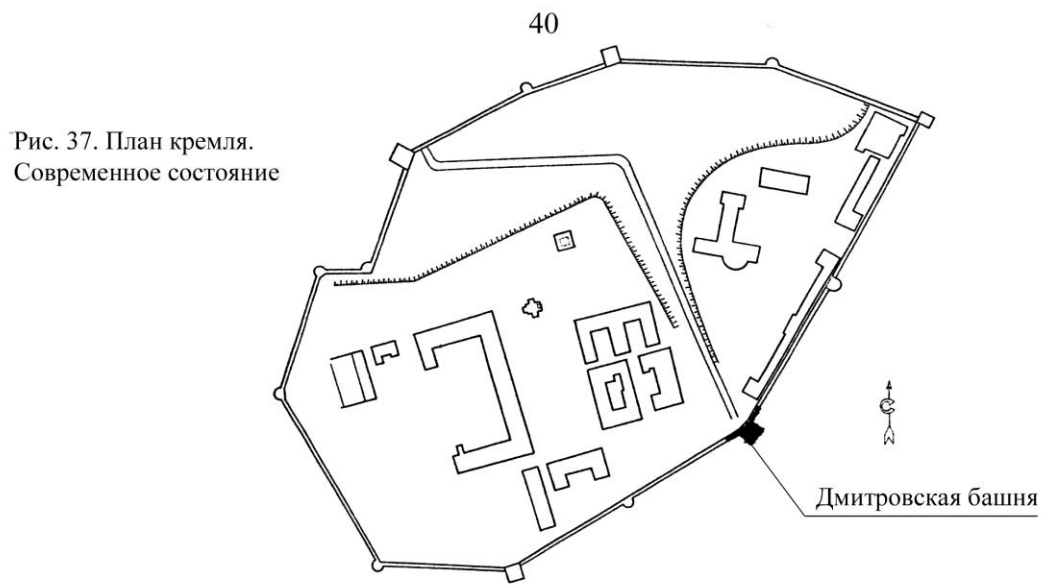 40
Рис. 37. План кремля.
Современное состояние
С
Дмитровская башня